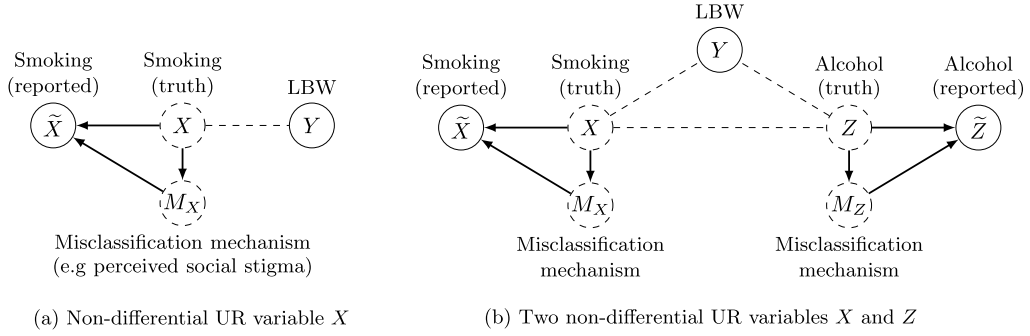 Smoking
(reported)
Smoking
(truth)
LBW
X̃
X
Y
M_X
Misclassification mechanism
(e.g perceived social stigma)
(a) Non-differential UR variable X
LBW
Y
Smoking
(reported)
Smoking
(truth)
Alcohol
(truth)
Alcohol
(reported)
X̃
X
Z
Z̃
M_X
M_Z
Misclassification
mechanism
Misclassification
mechanism
(b) Two non-differential UR variables X and Z